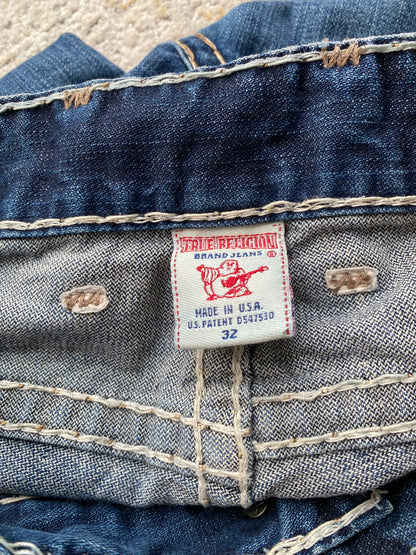 TRUE RELIGION
BRAND JEANS ®
MADE IN U.S.A.
U.S. PATENT D547530
32